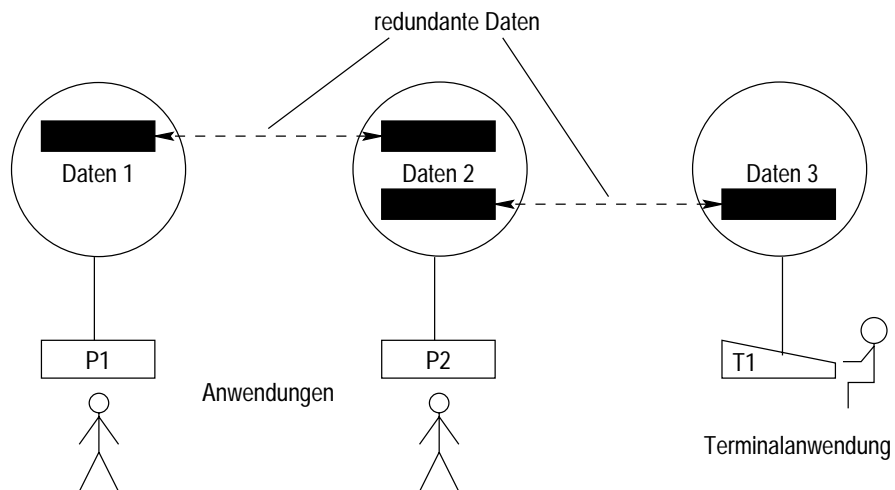 redundante Daten
Daten 1
Daten 2
Daten 3
P1
P2
T1
Anwendungen
Terminalanwendung